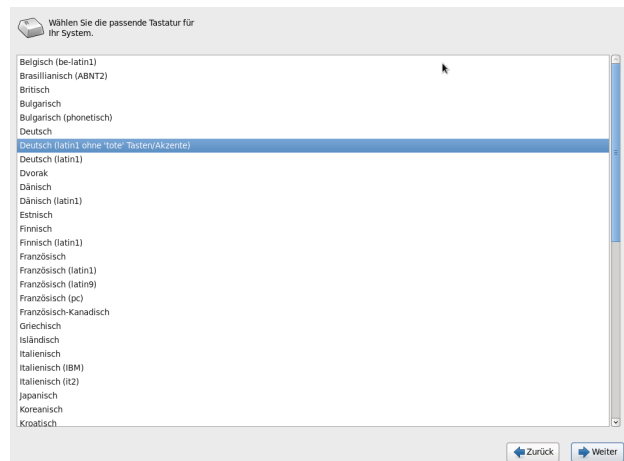 Wählen Sie die passende Tastatur für
Ihr System.
Belgisch (be-latin1)
Brasillianisch (ABNT2)
Britisch
Bulgarisch
Bulgarisch (phonetisch)
Deutsch
Deutsch (latin1 ohne 'tote' Tasten/Akzente)
Deutsch (latin1)
Dvorak
Dänisch
Dänisch (latin1)
Estnisch
Finnisch
Finnisch (latin1)
Französisch
Französisch (latin1)
Französisch (latin9)
Französisch (pc)
Französisch-Kanadisch
Griechisch
Isländisch
Italienisch
Italienisch (IBM)
Italienisch (it2)
Japanisch
Koreanisch
Kroatisch
Zurück
Weiter